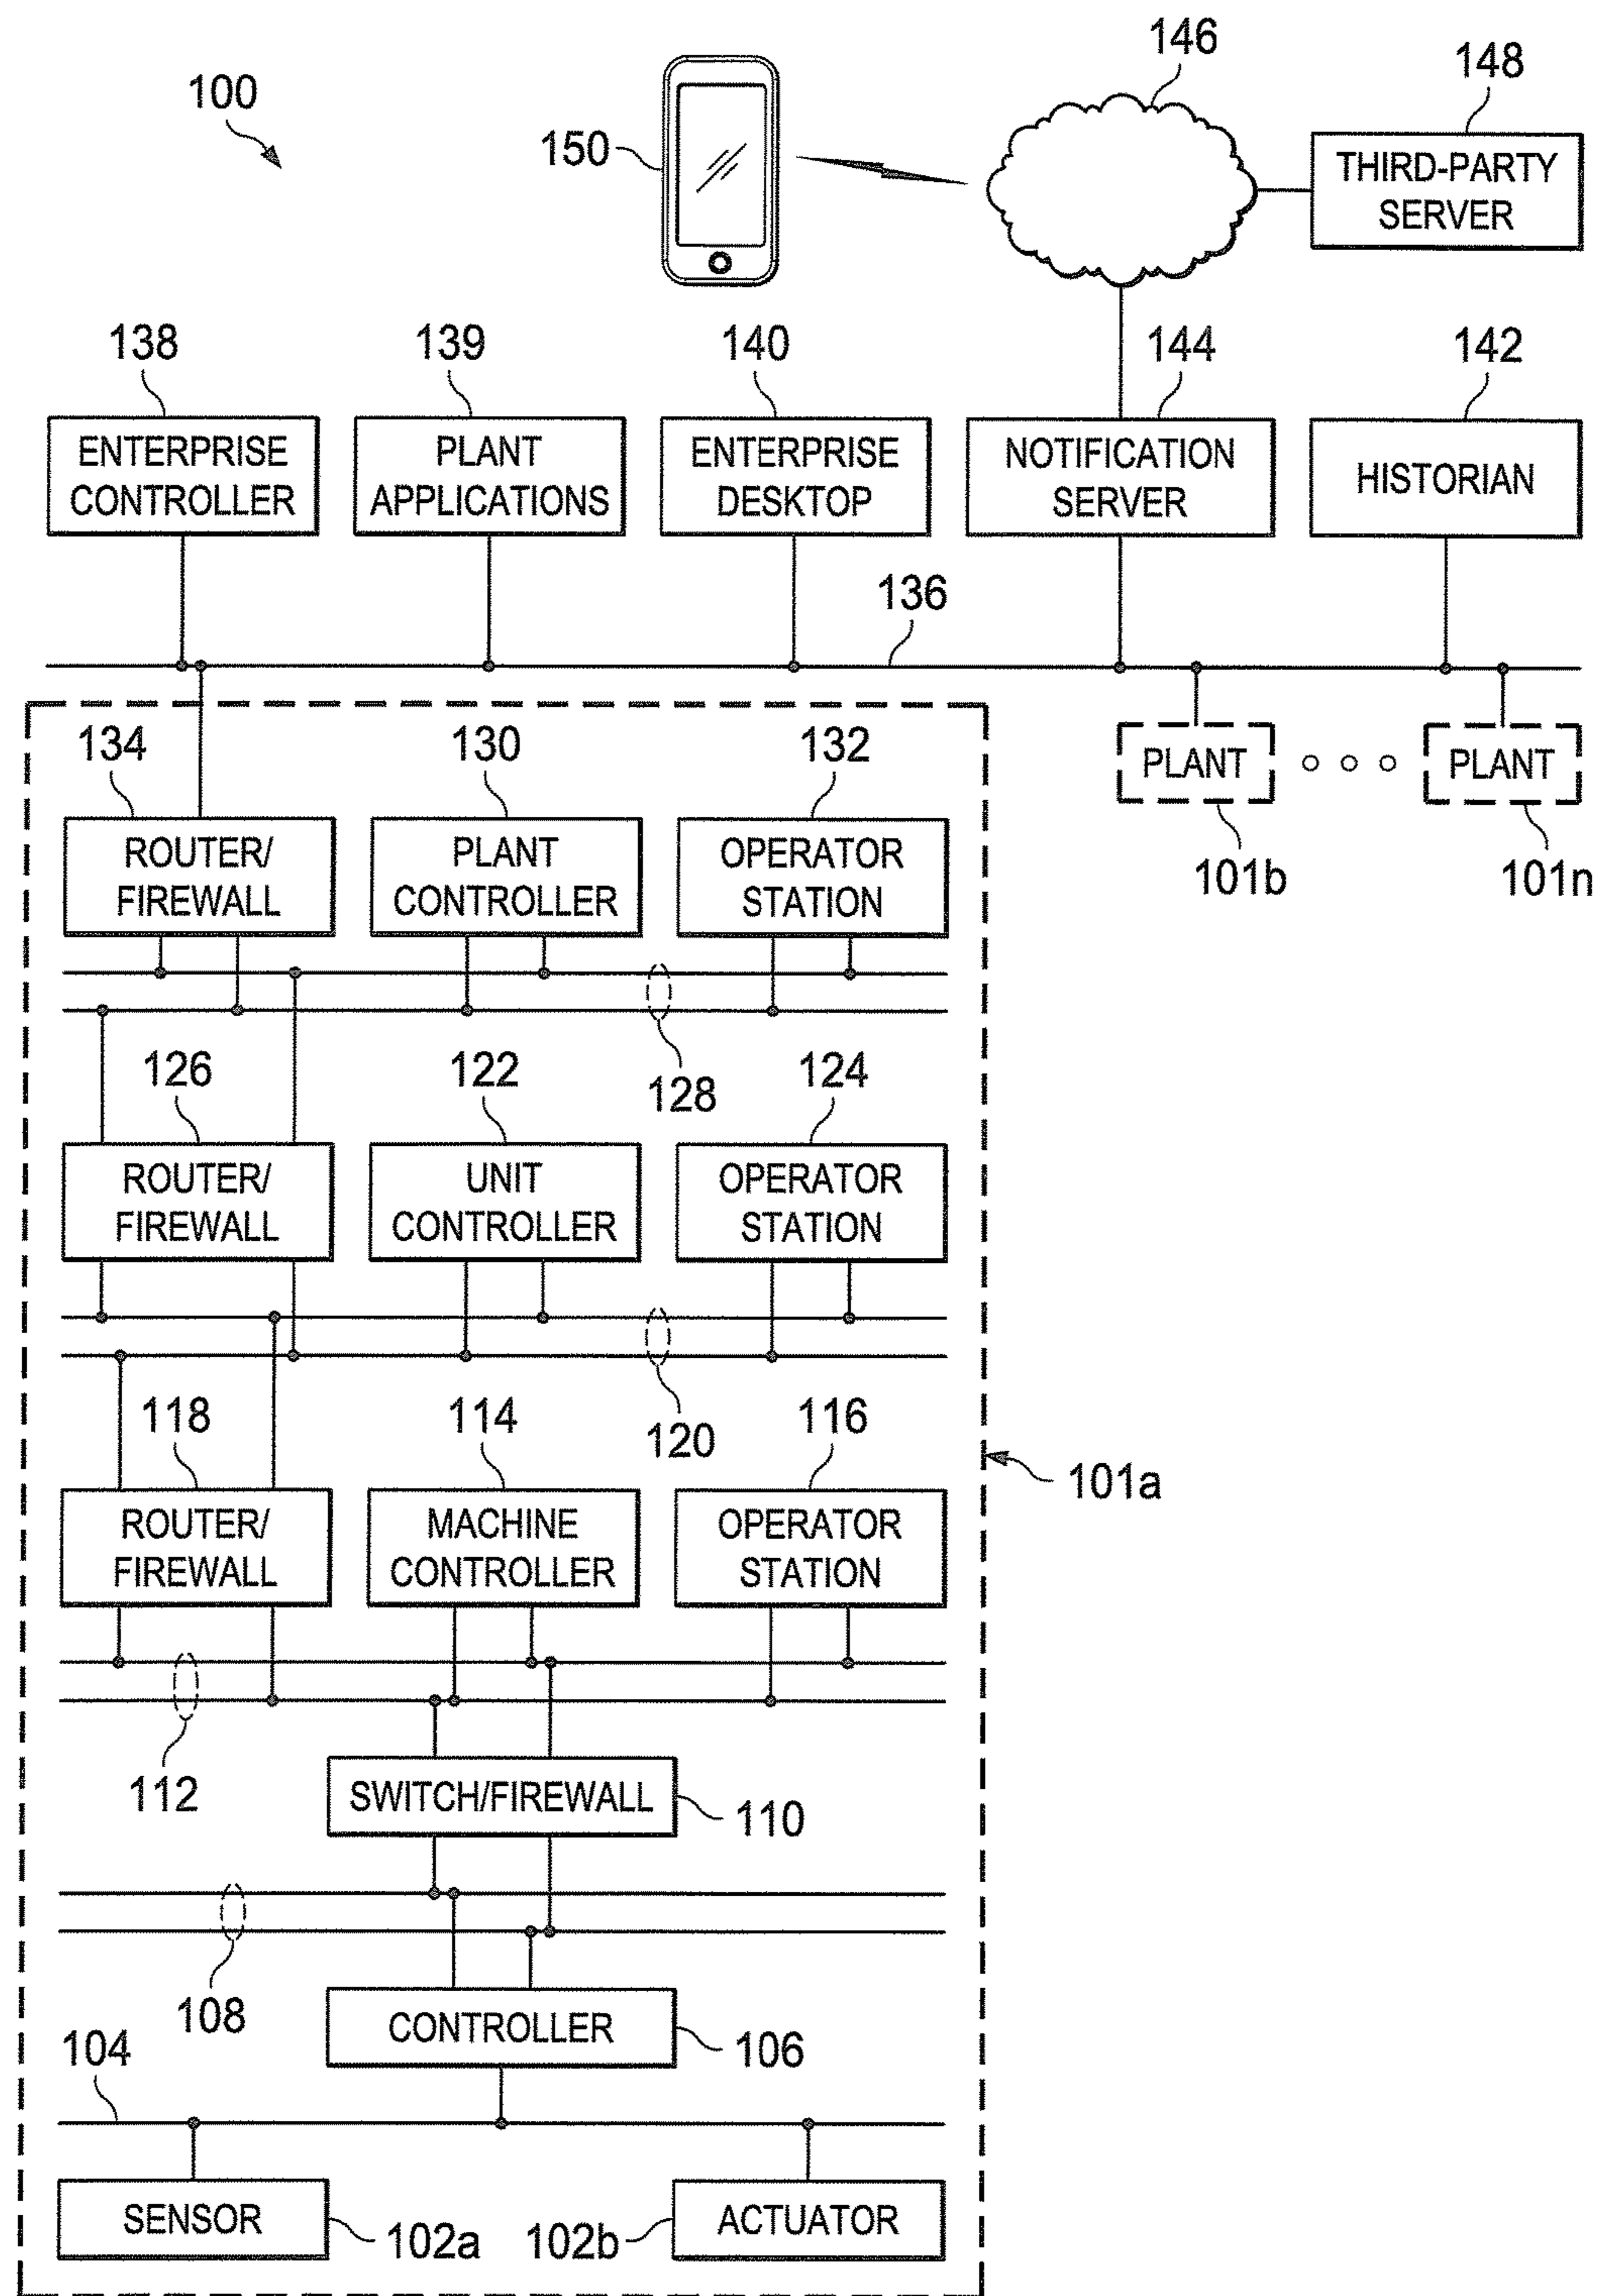 146
148
100
150
THIRD-PARTY
SERVER
138
139
140
144
142
ENTERPRISE
CONTROLLER
PLANT
APPLICATIONS
ENTERPRISE
DESKTOP
NOTIFICATION
SERVER
HISTORIAN
136
134
130
132
PLANT
PLANT
101b
101n
ROUTER/
FIREWALL
PLANT
CONTROLLER
OPERATOR
STATION
128
126
122
124
ROUTER/
FIREWALL
UNIT
CONTROLLER
OPERATOR
STATION
120
118
114
116
101a
ROUTER/
FIREWALL
MACHINE
CONTROLLER
OPERATOR
STATION
112
SWITCH/FIREWALL
110
108
CONTROLLER
106
104
SENSOR
102a
102b
ACTUATOR